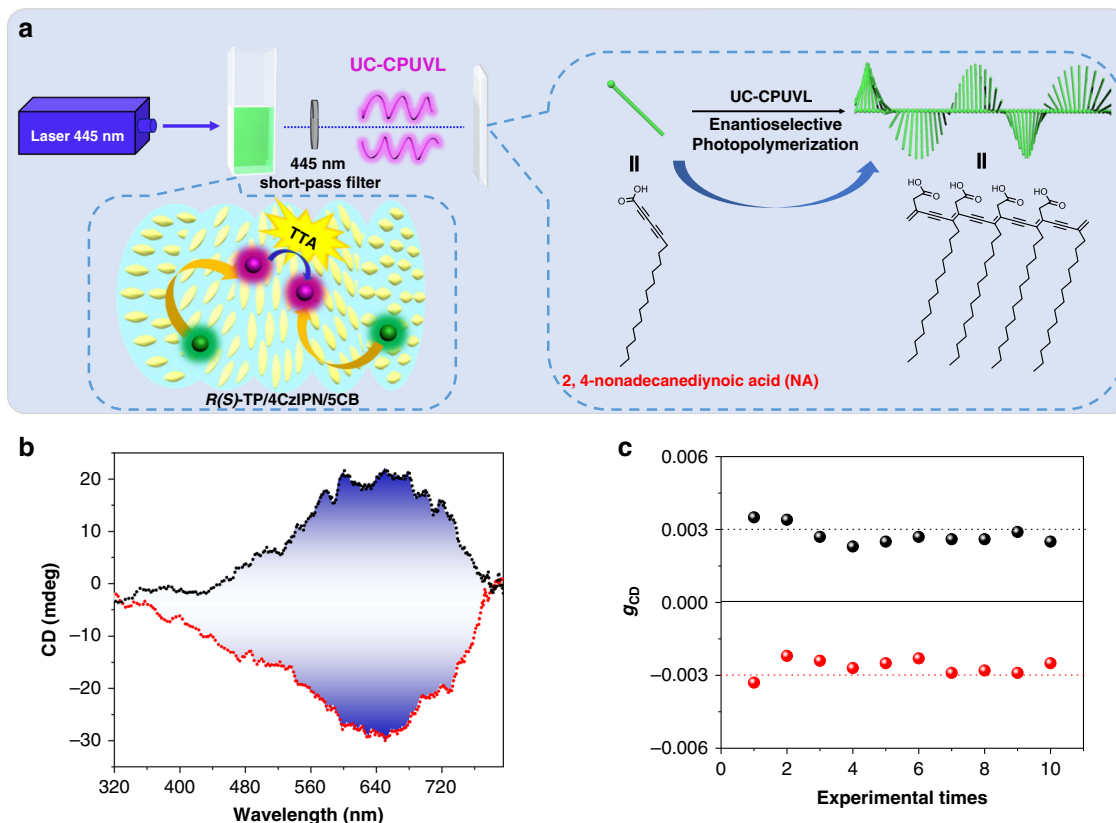 a
UC-CPUVL
Laser 445 nm
445 nm
short-pass filter
TTA
R(S)-TP/4CzIPN/5CB
UC-CPUVL
Enantioselective
Photopolymerization
OH
O
HO
O
HO
O
HO
O
HO
O
2, 4-nonadecanediynoic acid (NA)
b
20
10
0
−10
−20
−30
CD (mdeg)
320 400 480 560 640 720
Wavelength (nm)
c
0.006
0.003
0.000
−0.003
−0.006
gCD
0 2 4 6 8 10
Experimental times